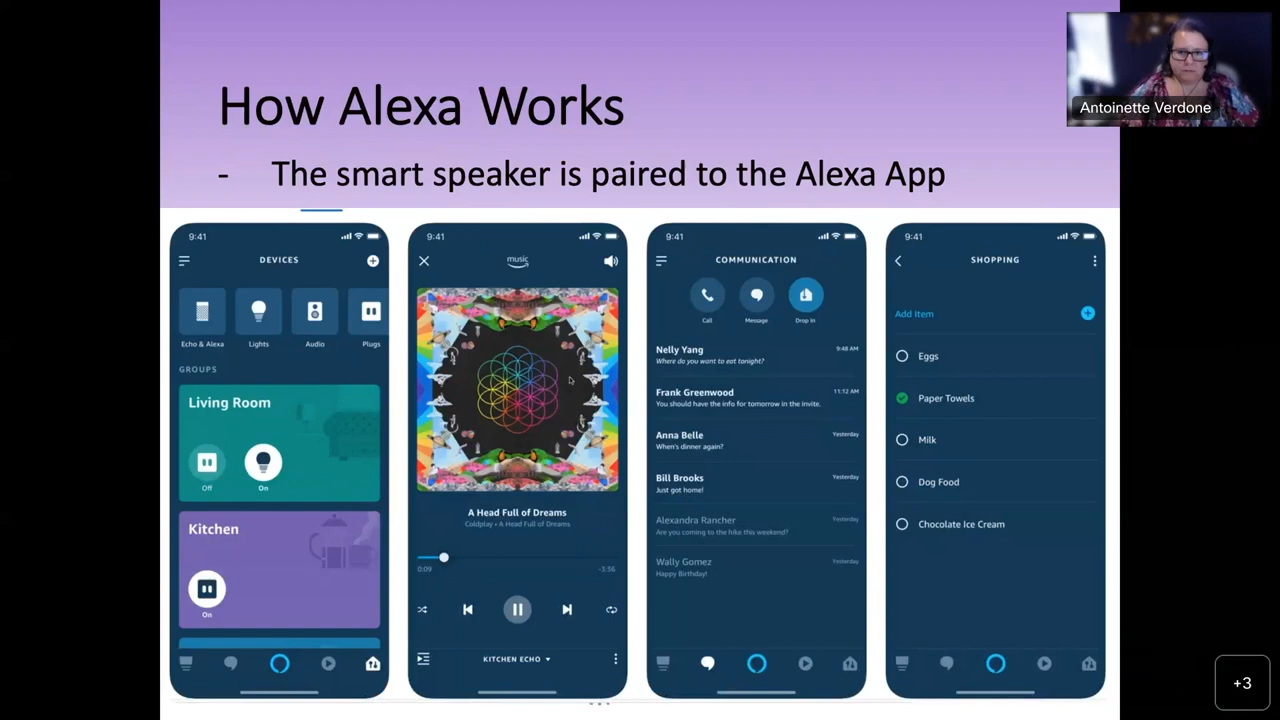 How Alexa Works
- The smart speaker is paired to the Alexa App
Antoinette Verdone
9:41
DEVICES
Echo & Alexa
Lights
Audio
Plugs
GROUPS
Living Room
Off
On
Kitchen
On
9:41
music
A Head Full of Dreams
Coldplay • A Head Full of Dreams
0:09
-3:36
KITCHEN ECHO
9:41
COMMUNICATION
Call
Message
Drop In
Nelly Yang 9:48 AM
Where do you want to eat tonight?
Frank Greenwood 11:12 AM
You should have the info for tomorrow in the invite.
Anna Belle Yesterday
When's dinner again?
Bill Brooks Yesterday
Just got home!
Alexandra Rancher Yesterday
Are you coming to the hike this weekend?
Wally Gomez Yesterday
Happy Birthday!
9:41
SHOPPING
Add Item
Eggs
Paper Towels
Milk
Dog Food
Chocolate Ice Cream
+3